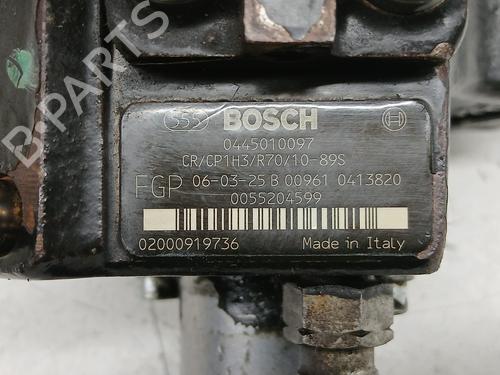 B-PARTS
SSS BOSCH
0445010097
CR/CP1H3/R70/10-89S
FGP 06-03-25 B 00961 0413820
0055204599
02000919736 Made in Italy